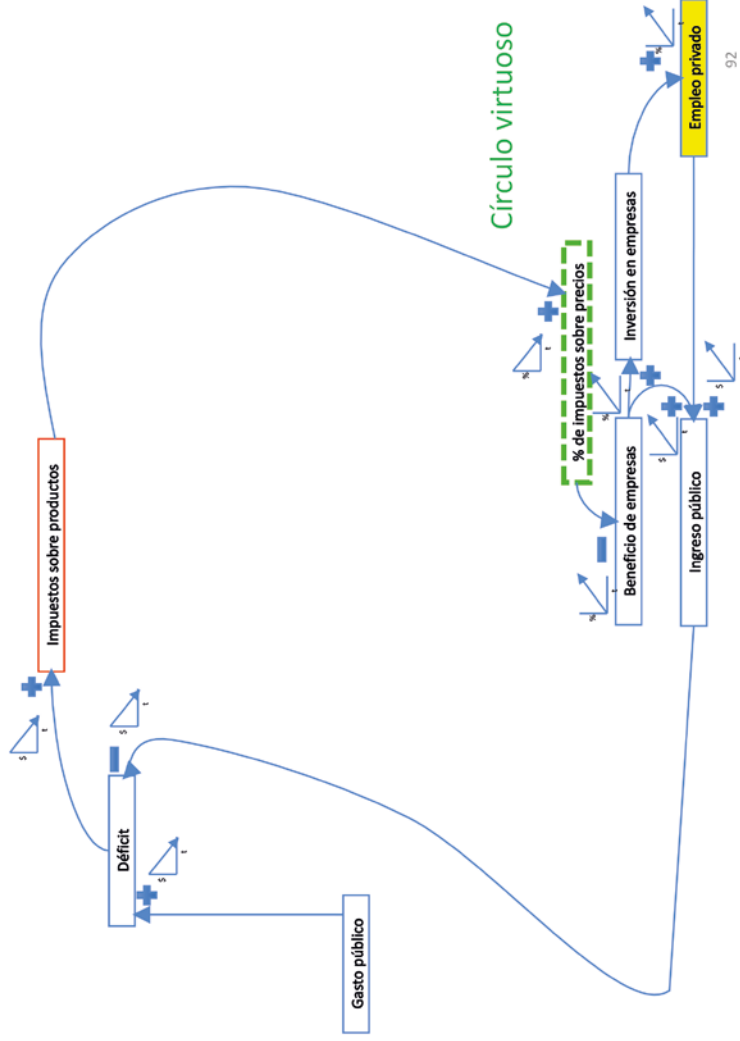 Impuestos sobre productos
Déficit
Gasto público
Círculo virtuoso
% de impuestos sobre precios
Beneficio de empresas
Inversión en empresas
Ingreso público
Empleo privado
$
t
$
t
$
t
%
t
%
t
%
t
$
t
$
%
t
92